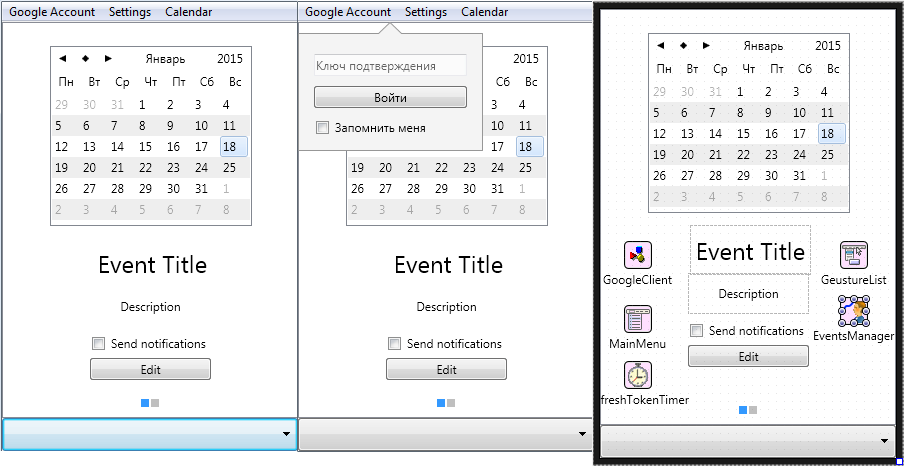 Google Account Settings Calendar
◄ ◆ ► Январь 2015
Пн Вт Ср Чт Пт Сб Вс
29 30 31 1 2 3 4
5 6 7 8 9 10 11
12 13 14 15 16 17 18
19 20 21 22 23 24 25
26 27 28 29 30 31 1
2 3 4 5 6 7 8
Event Title
Description
Send notifications
Edit
Google Account Settings Calendar
Ключ подтверждения
Войти
Запомнить меня
2015
Сб Вс
3 4
10 11
17 18
19 20 21 22 23 24 25
26 27 28 29 30 31 1
2 3 4 5 6 7 8
Event Title
Description
Send notifications
Edit
◄ ◆ ► Январь 2015
Пн Вт Ср Чт Пт Сб Вс
29 30 31 1 2 3 4
5 6 7 8 9 10 11
12 13 14 15 16 17 18
19 20 21 22 23 24 25
26 27 28 29 30 31 1
2 3 4 5 6 7 8
Event Title
GoogleClient
GeustureList
Description
Send notifications
EventsManager
MainMenu
Edit
freshTokenTimer